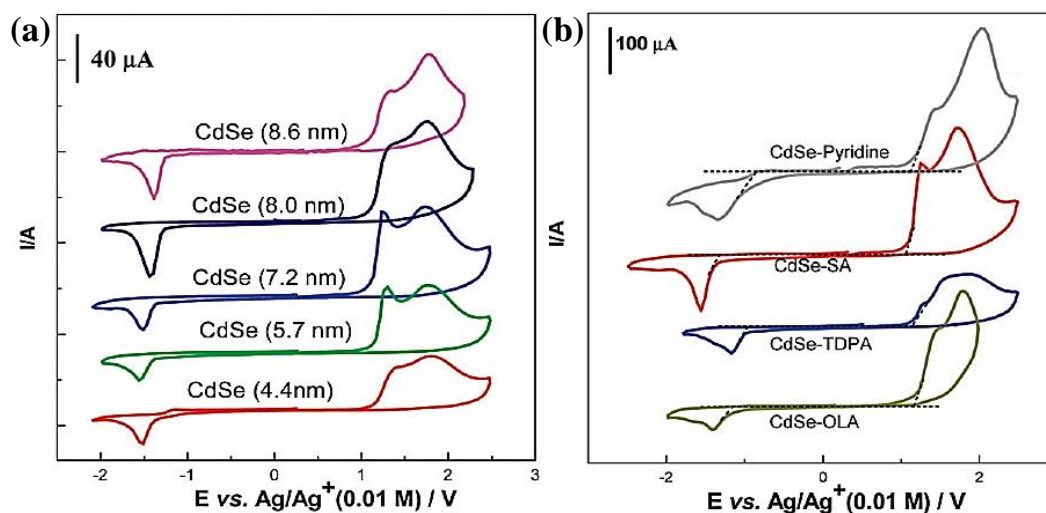 (a)
40 μA
CdSe (8.6 nm)
CdSe (8.0 nm)
CdSe (7.2 nm)
CdSe (5.7 nm)
CdSe (4.4nm)
I/A
-2 -1 0 1 2 3
E vs. Ag/Ag⁺(0.01 M) / V
(b)
100 μA
CdSe-Pyridine
CdSe-SA
CdSe-TDPA
CdSe-OLA
I/A
-2 0 2
E vs. Ag/Ag⁺(0.01 M) / V